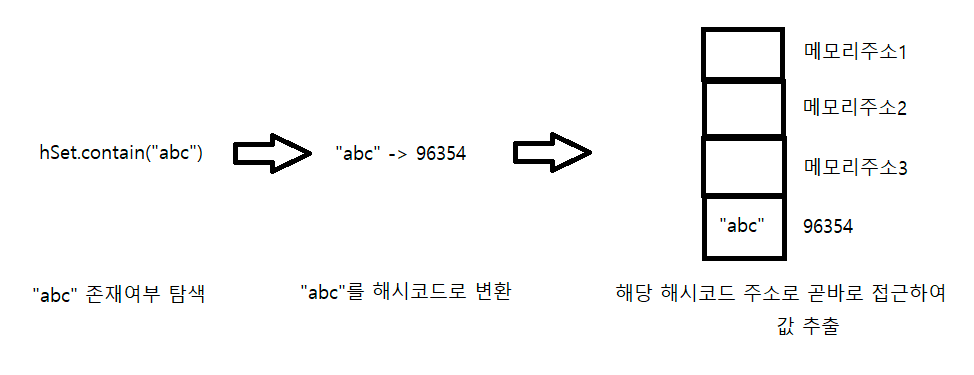 hSet.contain("abc")
"abc" -> 96354
메모리주소1
메모리주소2
메모리주소3
"abc" 96354
"abc" 존재여부 탐색
"abc"를 해시코드로 변환
해당 해시코드 주소로 곧바로 접근하여
값 추출